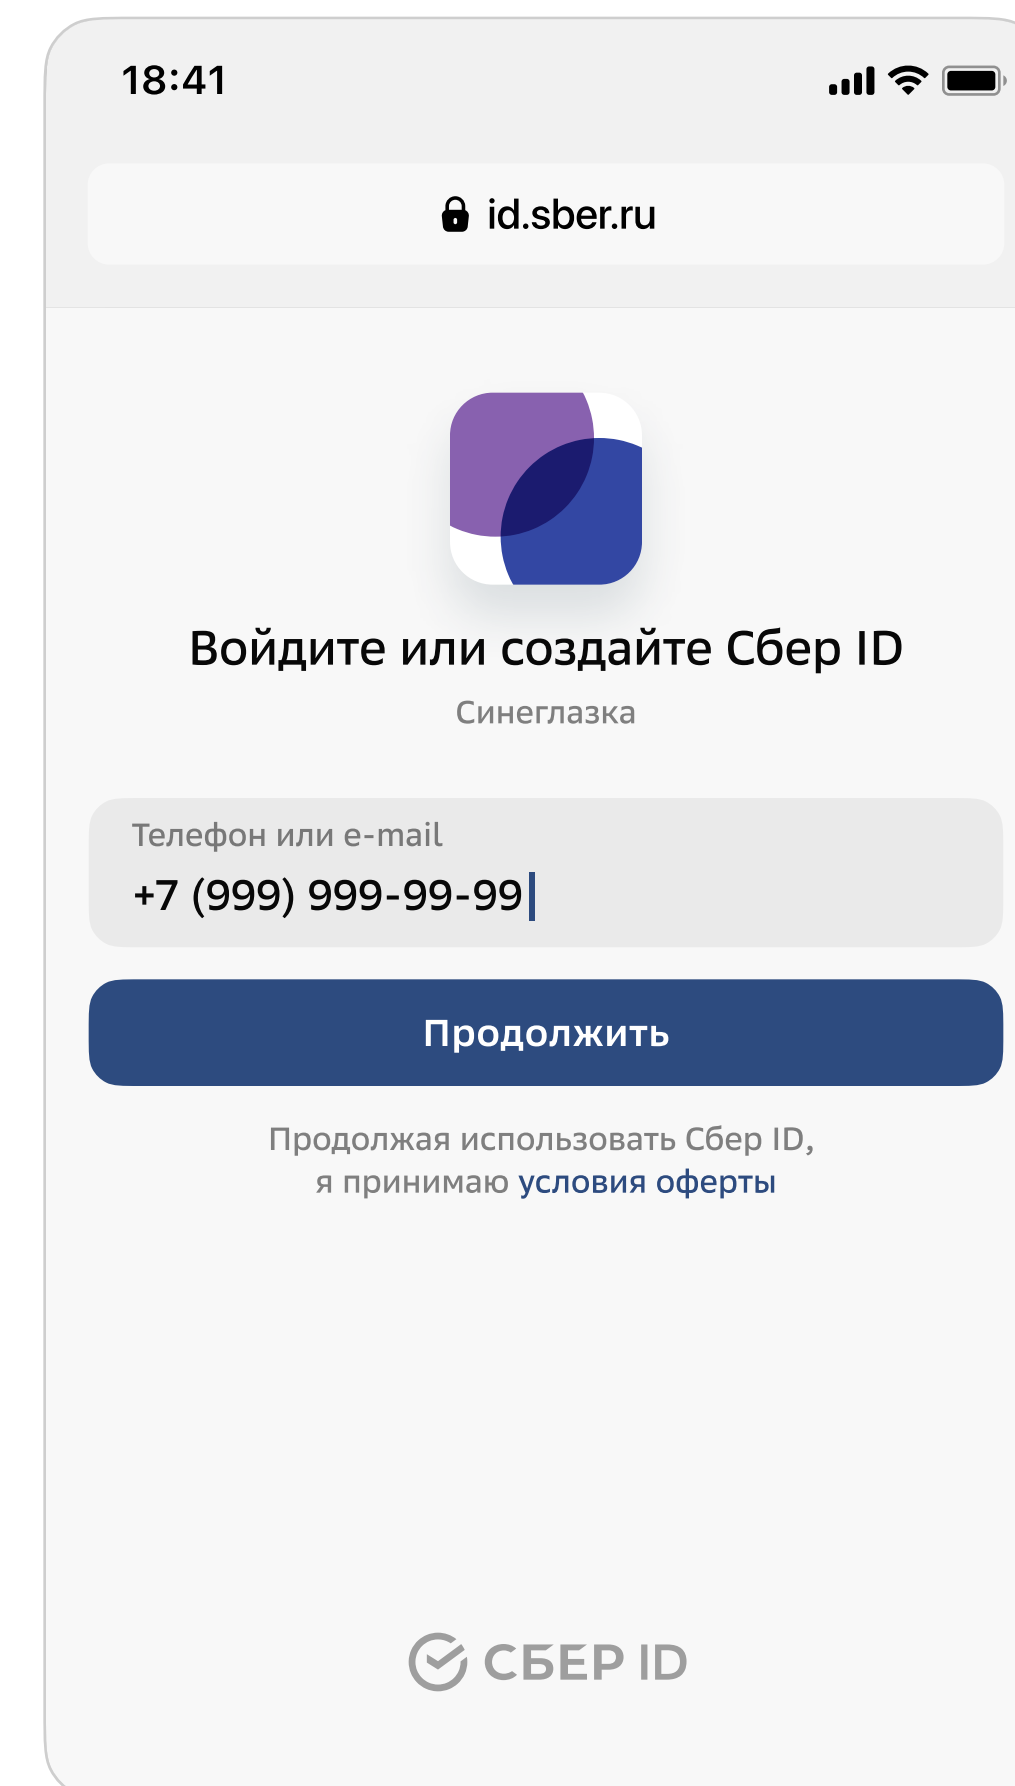 18:41
id.sber.ru
Войдите или создайте Сбер ID
Синеглазка
Телефон или e-mail
+7 (999) 999-99-99
Продолжить
Продолжая использовать Сбер ID,
я принимаю условия оферты
СБЕР ID